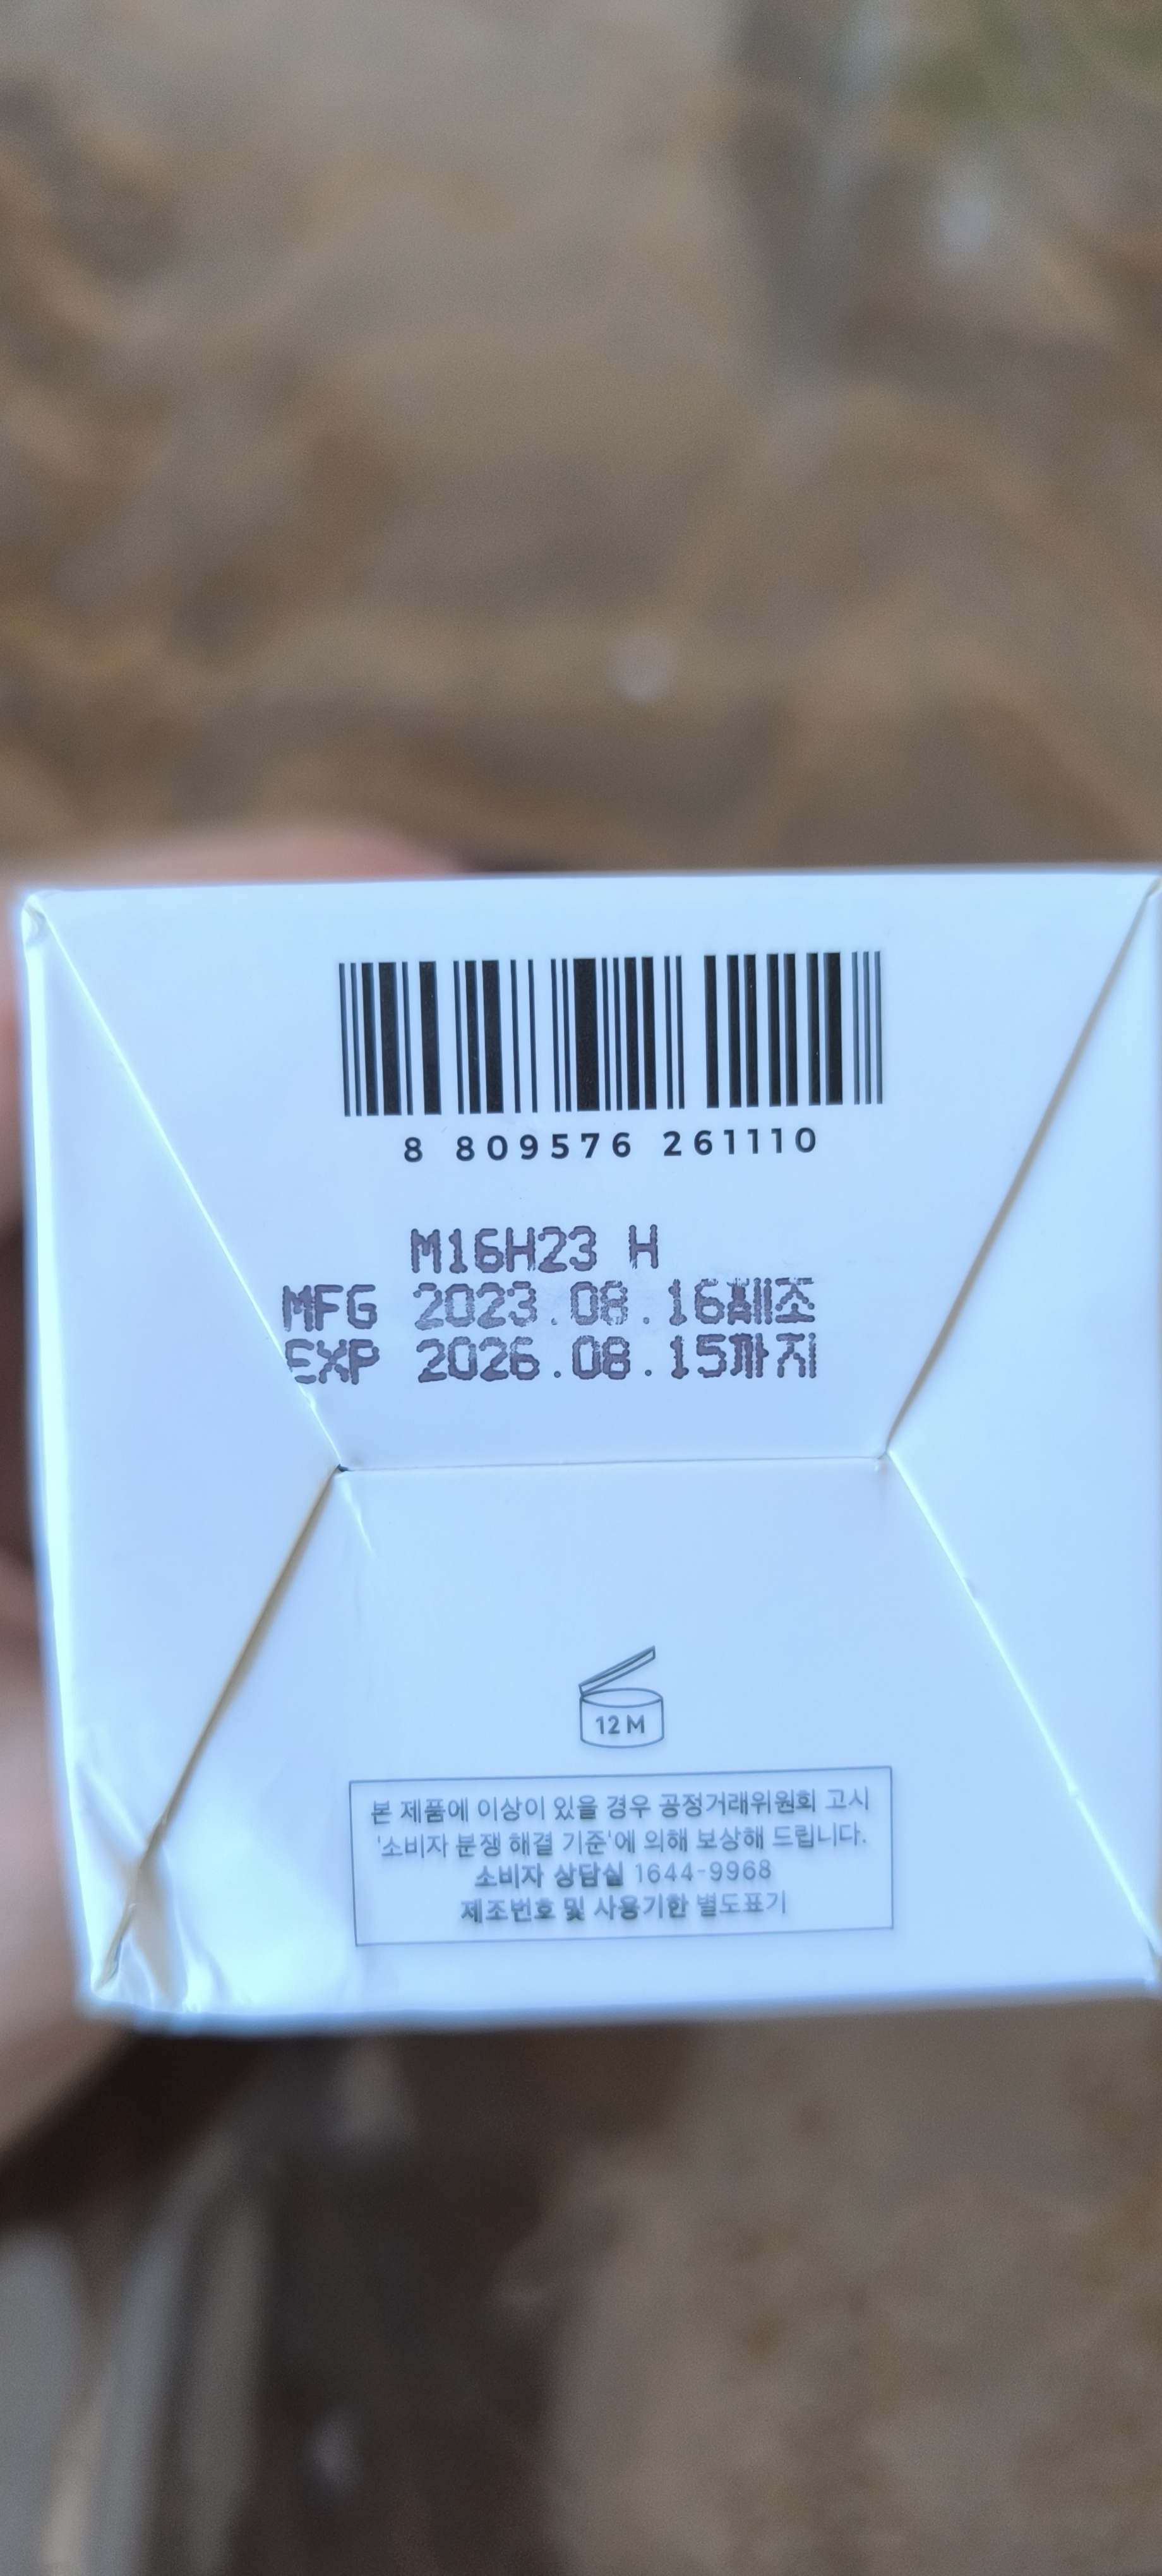 8 809576 261110
M16H23 H
MFG 2023.08.16제조
EXP 2026.08.15까지
12M
본 제품에 이상이 있을 경우 공정거래위원회 고시
'소비자 분쟁 해결 기준'에 의해 보상해 드립니다.
소비자 상담실 1644-9968
제조번호 및 사용기한 별도표기